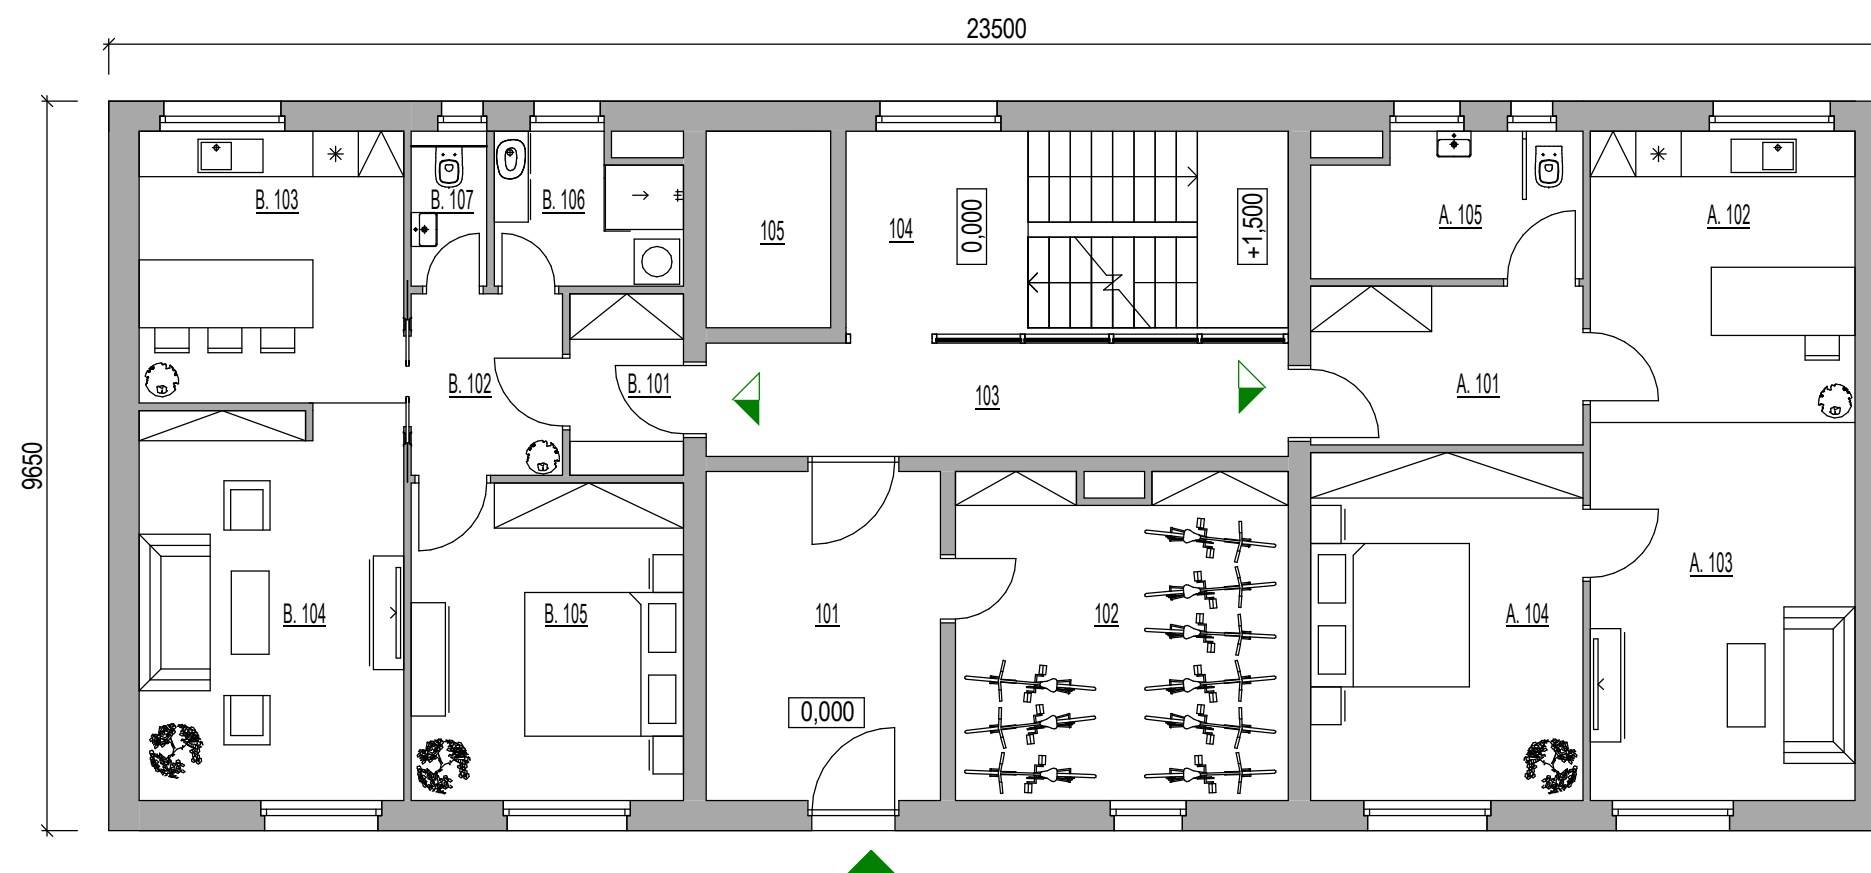 23500
9650
B. 103
B. 107
B. 106
105
104
0,000
+1,500
A. 105
A. 102
B. 102
B. 101
103
A. 101
B. 104
B. 105
101
102
A. 104
A. 103
0,000